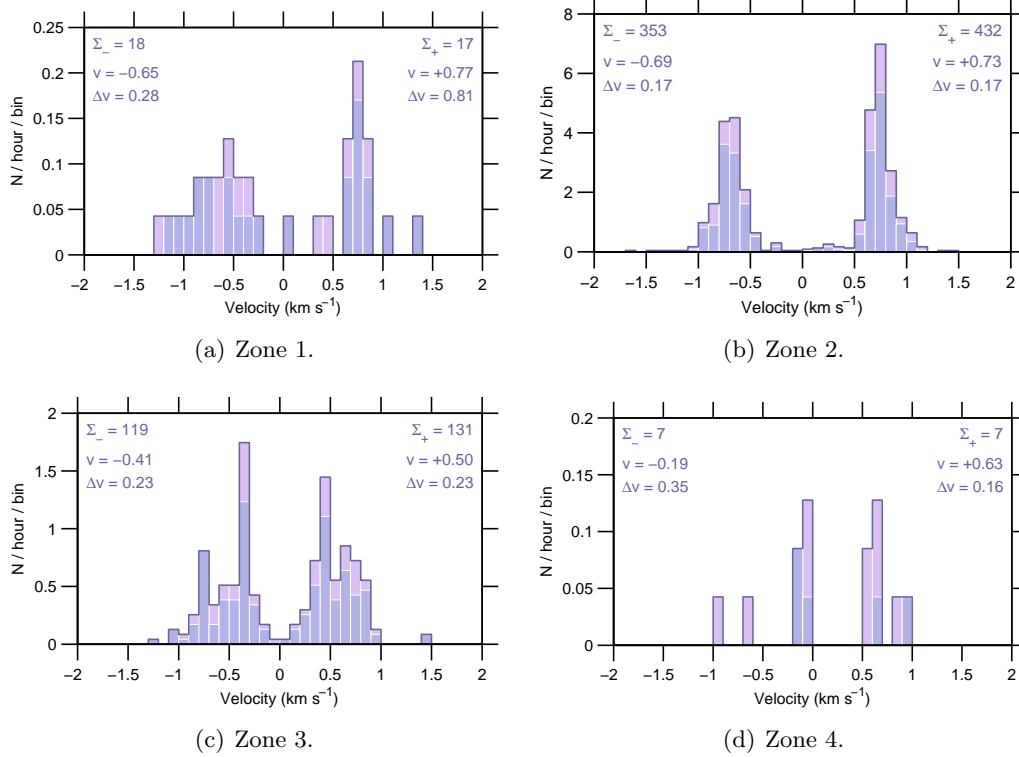 0.25
0.2
0.15
0.1
0.05
0
N / hour / bin
Σ− = 18
v = −0.65
Δv = 0.28
Σ+ = 17
v = +0.77
Δv = 0.81
−2 −1.5 −1 −0.5 0 0.5 1 1.5 2
Velocity (km s−1)
(a) Zone 1.
8
6
4
2
0
N / hour / bin
Σ− = 353
v = −0.69
Δv = 0.17
Σ+ = 432
v = +0.73
Δv = 0.17
−2 −1.5 −1 −0.5 0 0.5 1 1.5 2
Velocity (km s−1)
(b) Zone 2.
2
1.5
1
0.5
0
N / hour / bin
Σ− = 119
v = −0.41
Δv = 0.23
Σ+ = 131
v = +0.50
Δv = 0.23
−2 −1.5 −1 −0.5 0 0.5 1 1.5 2
Velocity (km s−1)
(c) Zone 3.
0.2
0.15
0.1
0.05
0
N / hour / bin
Σ− = 7
v = −0.19
Δv = 0.35
Σ+ = 7
v = +0.63
Δv = 0.16
−2 −1.5 −1 −0.5 0 0.5 1 1.5 2
Velocity (km s−1)
(d) Zone 4.